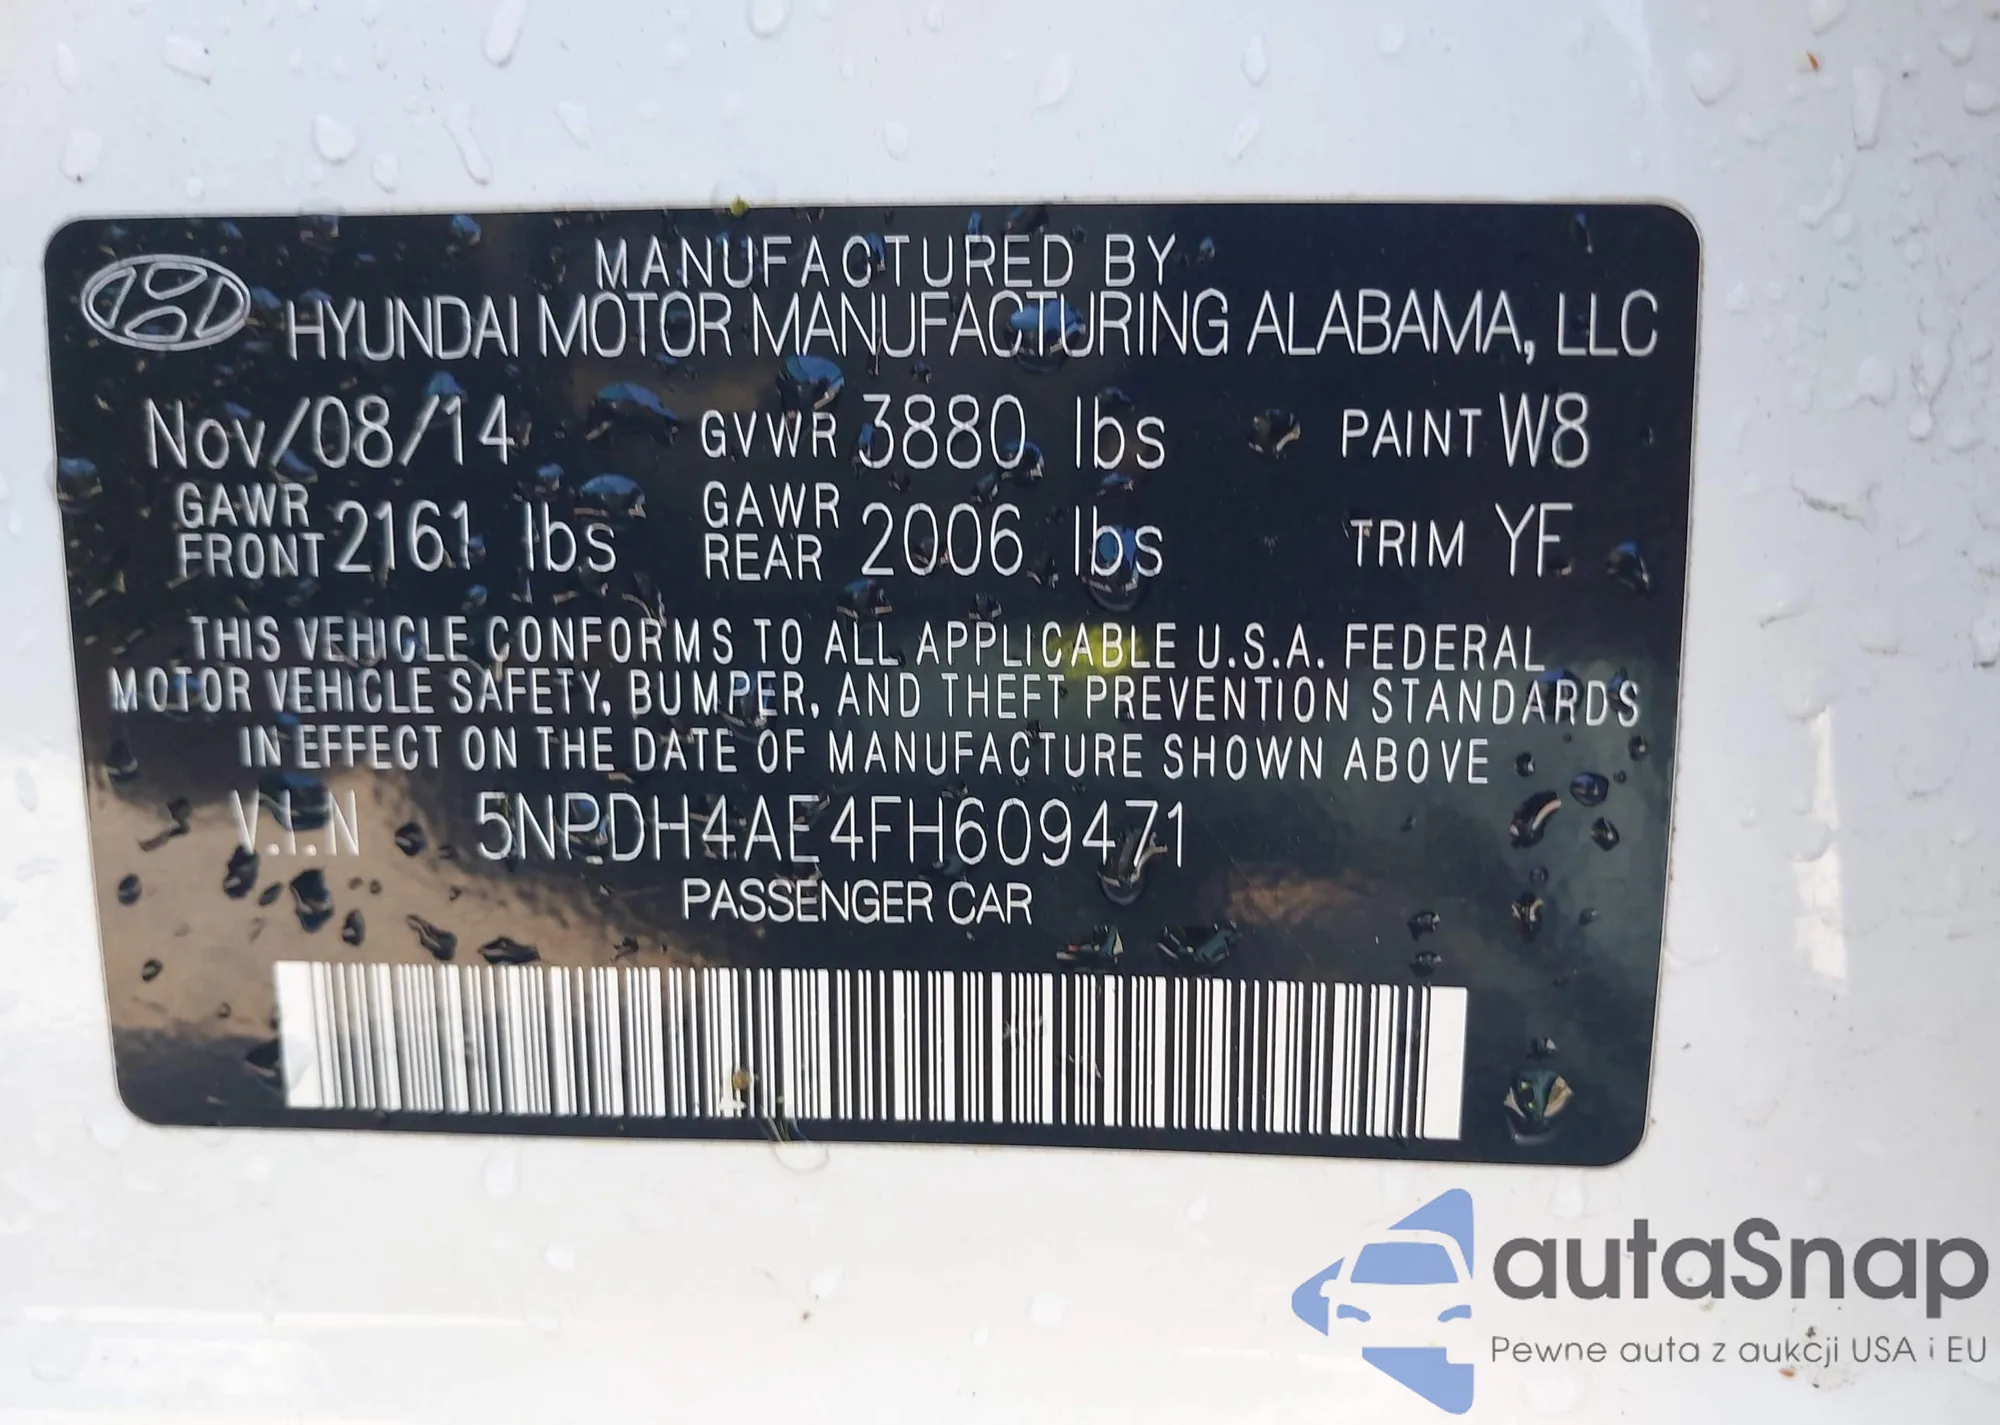 MANUFACTURED BY
HYUNDAI MOTOR MANUFACTURING ALABAMA, LLC
Nov/08/14 GVWR 3880 lbs PAINT W8
GAWR FRONT 2161 lbs GAWR REAR 2006 lbs TRIM YF
THIS VEHICLE CONFORMS TO ALL APPLICABLE U.S.A. FEDERAL
MOTOR VEHICLE SAFETY, BUMPER, AND THEFT PREVENTION STANDARDS
IN EFFECT ON THE DATE OF MANUFACTURE SHOWN ABOVE
V.I.N 5NPDH4AE4FH609471
PASSENGER CAR
autaSnap
Pewne auta z aukcji USA i EU